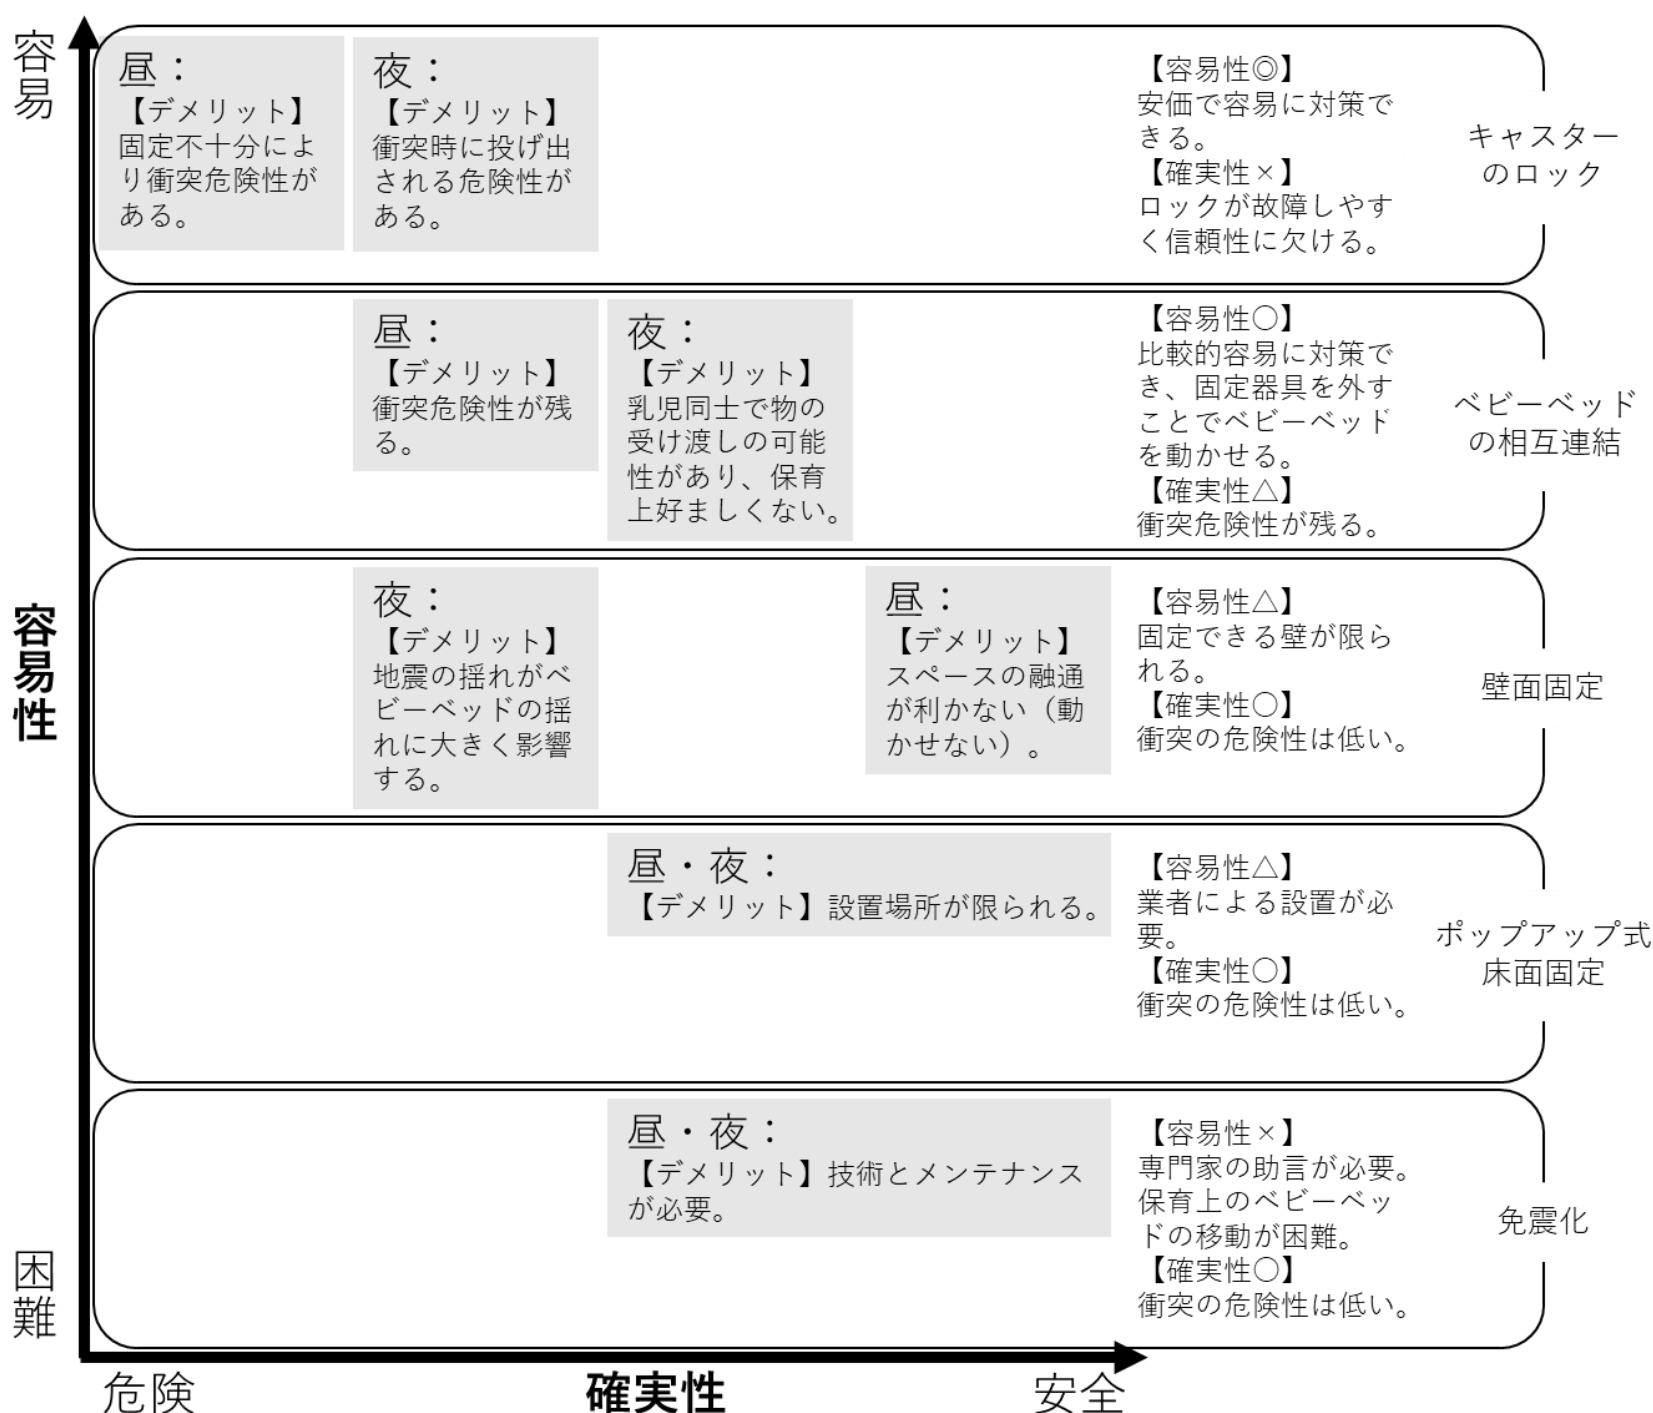 容易
昼：
【デメリット】
固定不十分によ
り衝突危険性が
ある。
夜：
【デメリット】
衝突時に投げ出
される危険性が
ある。
【容易性◎】
安価で容易に対策で
きる。
【確実性×】
ロックが故障しやす
く信頼性に欠ける。
キャスター
のロック
昼：
【デメリット】
衝突危険性が残
る。
夜：
【デメリット】
乳児同士で物の
受け渡しの可能
性があり、保育
上好ましくない。
【容易性○】
比較的容易に対策で
き、固定器具を外す
ことでベビーベッド
を動かせる。
【確実性△】
衝突危険性が残る。
ベビーベッド
の相互連結
容易性
夜：
【デメリット】
地震の揺れがベ
ビーベッドの揺
れに大きく影響
する。
昼：
【デメリット】
スペースの融通
が利かない（動
かせない）。
【容易性△】
固定できる壁が限ら
れる。
【確実性○】
衝突の危険性は低い。
壁面固定
昼・夜：
【デメリット】設置場所が限られる。
【容易性△】
業者による設置が必
要。
【確実性○】
衝突の危険性は低い。
ポップアップ式
床面固定
昼・夜：
【デメリット】技術とメンテナンス
が必要。
【容易性×】
専門家の助言が必要。
保育上のベビーベッ
ドの移動が困難。
【確実性○】
衝突の危険性は低い。
免震化
困難
危険
確実性
安全